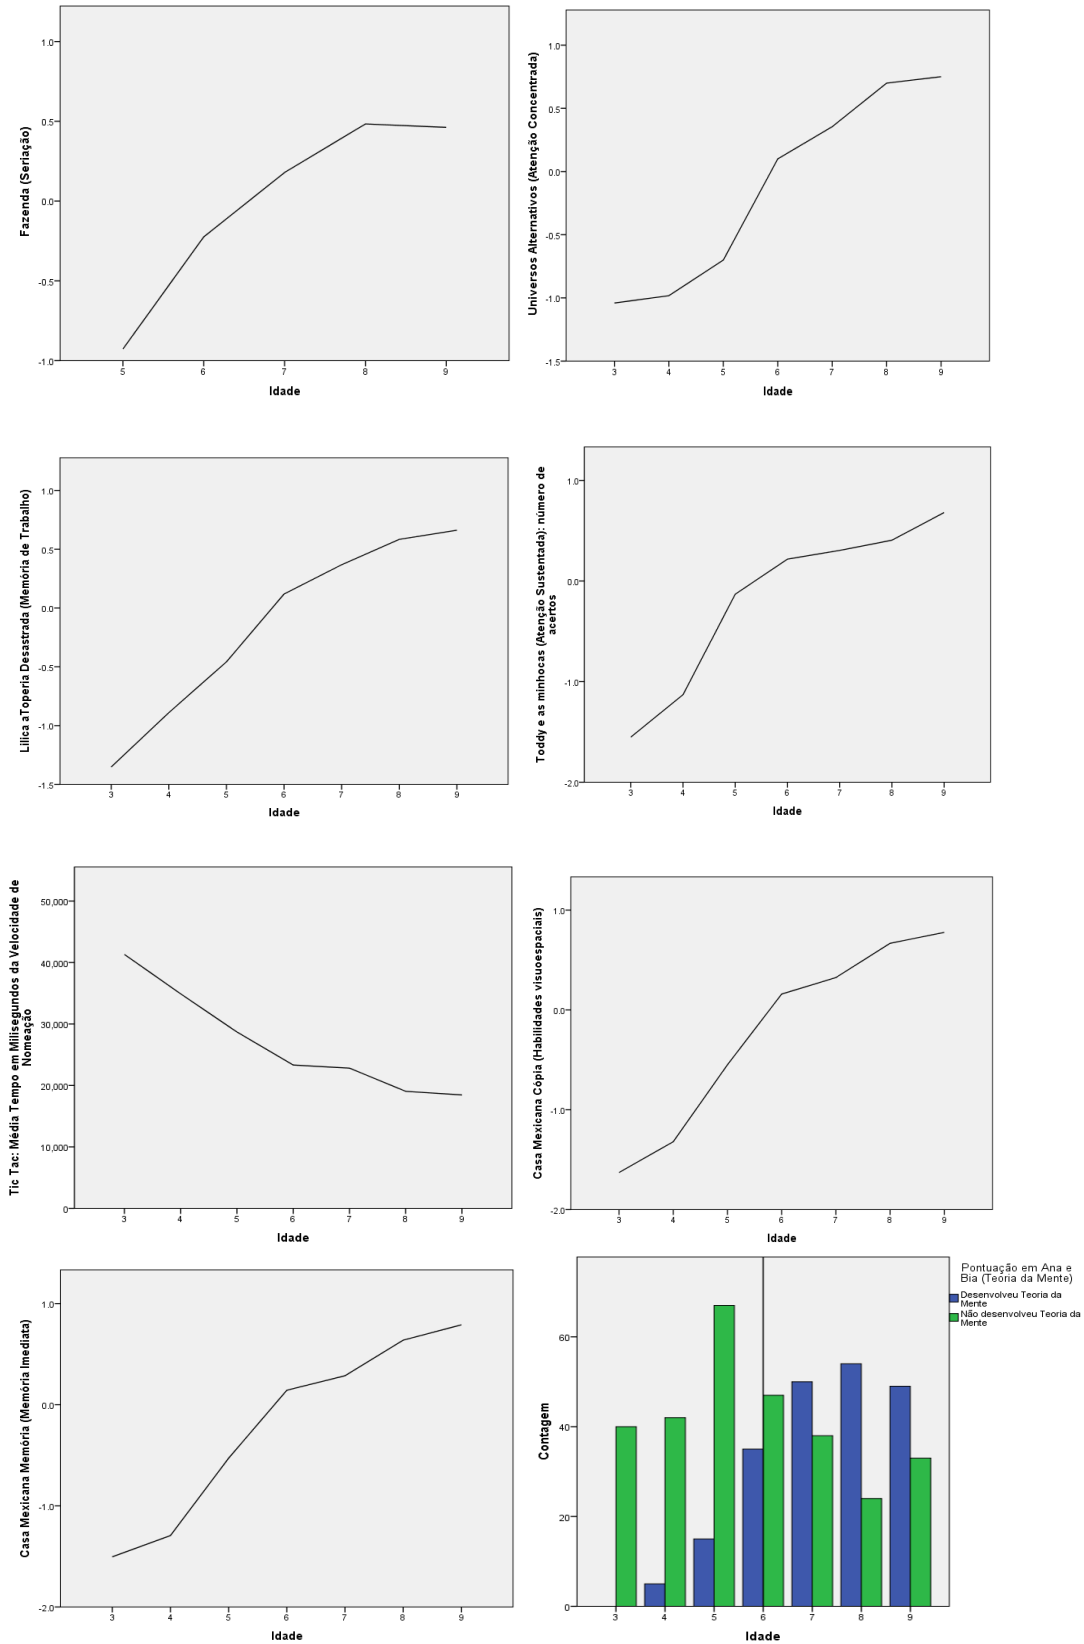 Fazenda (Seriação)
1.0
0.5
0.0
-0.5
-1.0
5 6 7 8 9
Idade
Universos Alternativos (Atenção Concentrada)
1.0
0.5
0.0
-0.5
-1.0
-1.5
3 4 5 6 7 8 9
Idade
Lilica aToperia Desastrada (Memória de Trabalho)
1.0
0.5
0.0
-0.5
-1.0
-1.5
3 4 5 6 7 8 9
Idade
Toddy e as minhocas (Atenção Sustentada): número de
acertos
1.0
0.0
-1.0
-2.0
3 4 5 6 7 8 9
Idade
Tic Tac: Média Tempo em Milisegundos da Velocidade de
Nomeação
50,000
40,000
30,000
20,000
10,000
0
3 4 5 6 7 8 9
Idade
Casa Mexicana Cópia (Habilidades visuoespaciais)
1.0
0.0
-1.0
-2.0
3 4 5 6 7 8 9
Idade
Casa Mexicana Memória (Memória Imediata)
1.0
0.0
-1.0
-2.0
3 4 5 6 7 8 9
Idade
Contagem
60
40
20
0
3 4 5 6 7 8 9
Idade
Pontuação em Ana e
Bia (Teoria da Mente)
Desenvolveu Teoria da
Mente
Não desenvolveu Teoria da
Mente